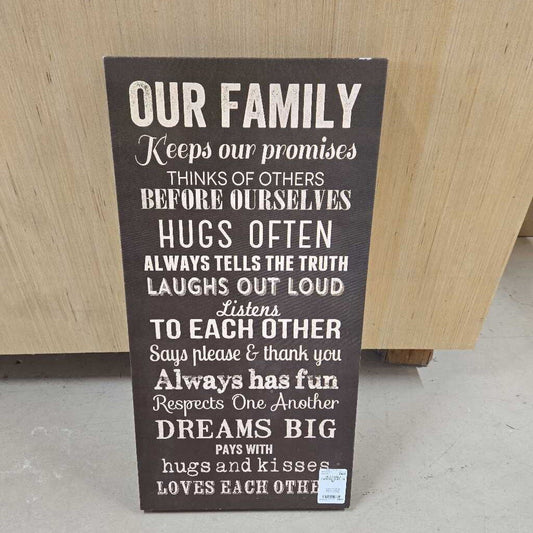 OUR FAMILY
Keeps our promises
THINKS OF OTHERS
BEFORE OURSELVES
HUGS OFTEN
ALWAYS TELLS THE TRUTH
LAUGHS OUT LOUD
Listens
TO EACH OTHER
Says please & thank you
Always has fun
Respects One Another
DREAMS BIG
PAYS WITH
hugs and kisses
LOVES EACH OTHE